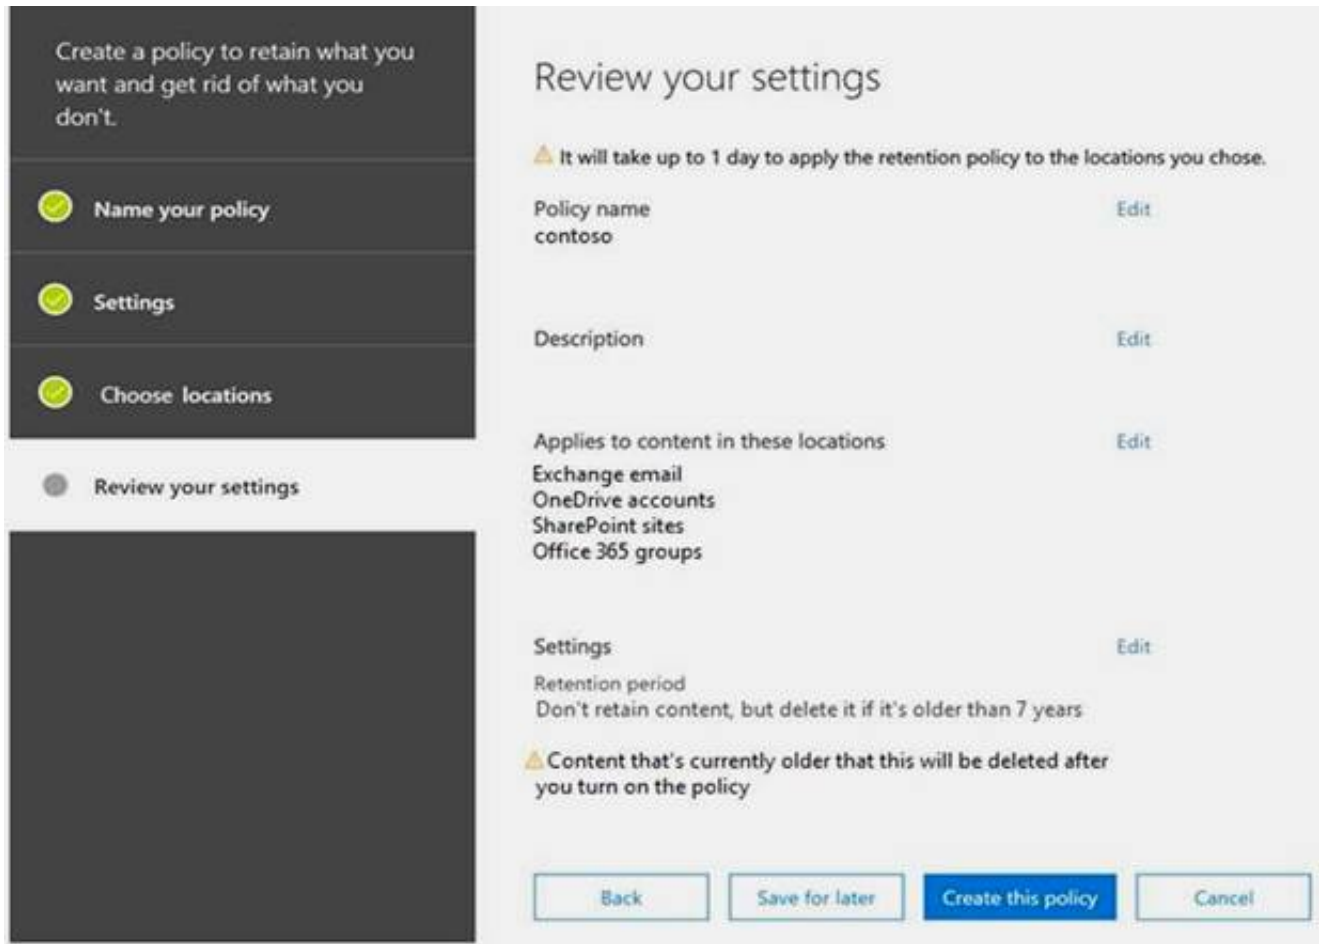 Create a policy to retain what you
want and get rid of what you
don't.
Name your policy
Settings
Choose locations
Review your settings
Review your settings
It will take up to 1 day to apply the retention policy to the locations you chose.
Policy name Edit
contoso
Description Edit
Applies to content in these locations Edit
Exchange email
OneDrive accounts
SharePoint sites
Office 365 groups
Settings Edit
Retention period
Don't retain content, but delete it if it's older than 7 years
Content that's currently older that this will be deleted after
you turn on the policy
Back Save for later Create this policy Cancel